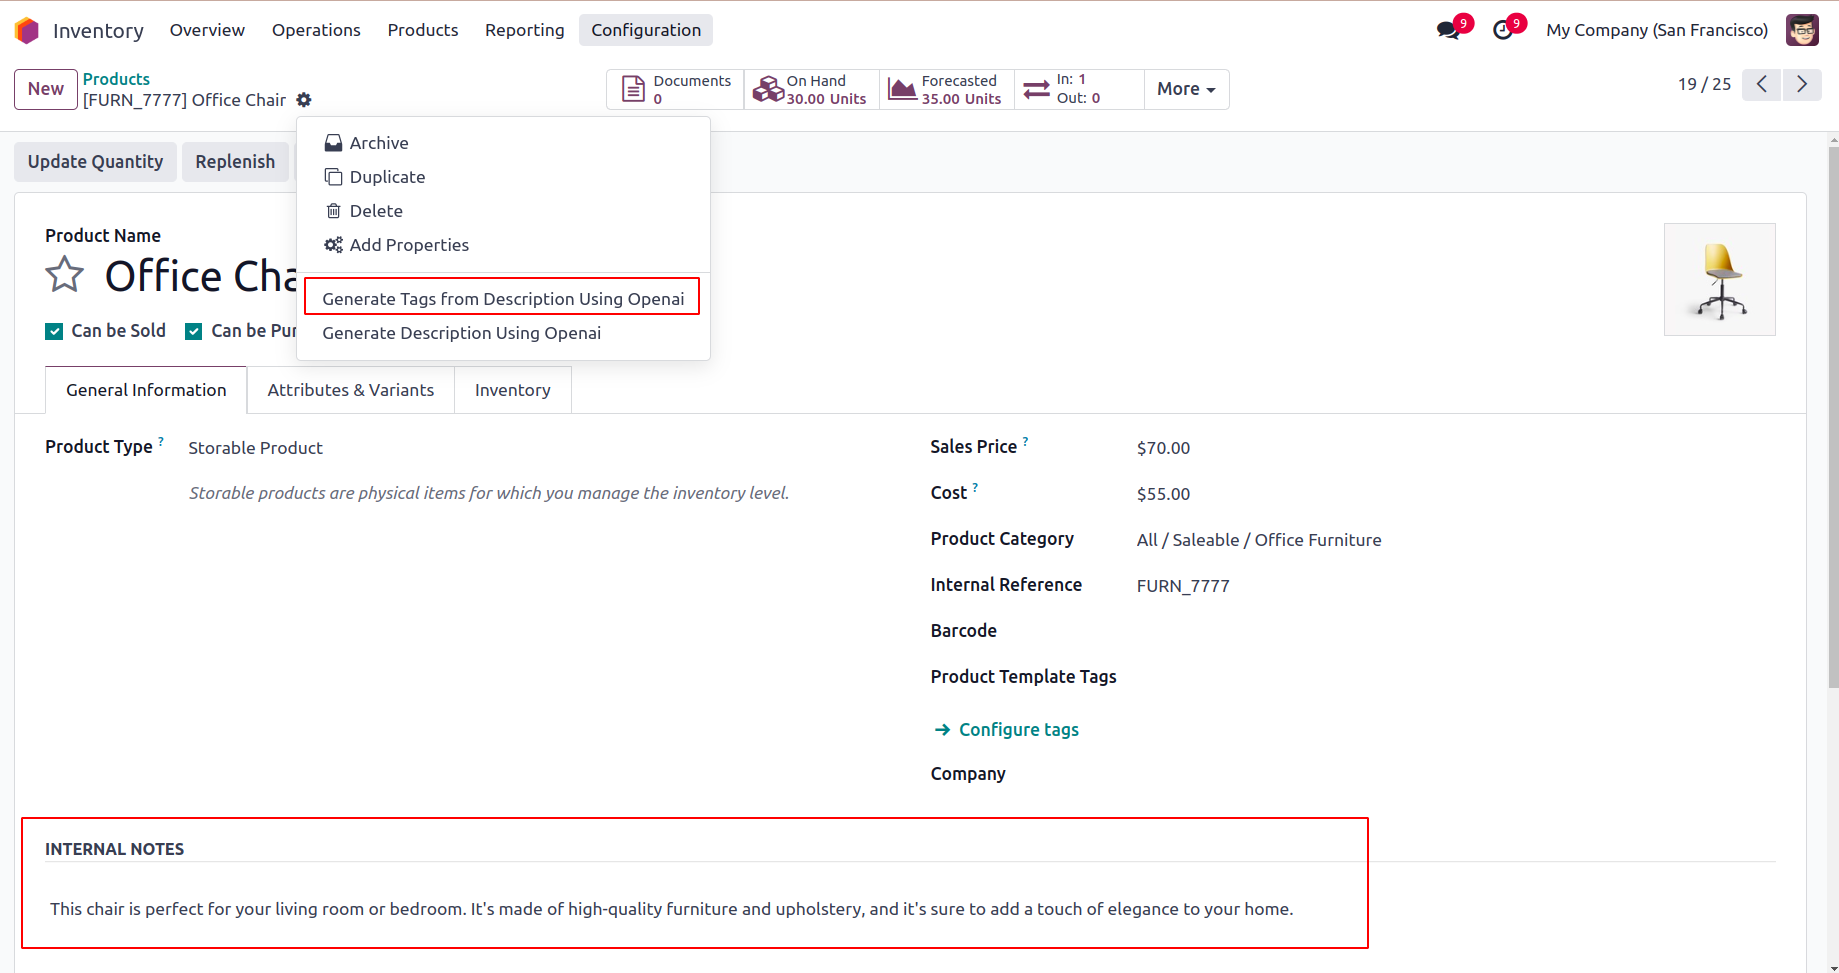 Inventory Overview Operations Products Reporting Configuration 9 9 My Company (San Francisco)
New
Products
[FURN_7777] Office Chair
Documents
0
On Hand
30.00 Units
Forecasted
35.00 Units
In: 1
Out: 0
More
19 / 25
Update Quantity Replenish
Archive
Duplicate
Delete
Add Properties
Generate Tags from Description Using Openai
Generate Description Using Openai
Product Name
Office Cha
Can be Sold Can be Pur
General Information Attributes & Variants Inventory
Product Type ? Storable Product
Storable products are physical items for which you manage the inventory level.
Sales Price ? $70.00
Cost ? $55.00
Product Category All / Saleable / Office Furniture
Internal Reference FURN_7777
Barcode
Product Template Tags
Configure tags
Company
INTERNAL NOTES
This chair is perfect for your living room or bedroom. It's made of high-quality furniture and upholstery, and it's sure to add a touch of elegance to your home.